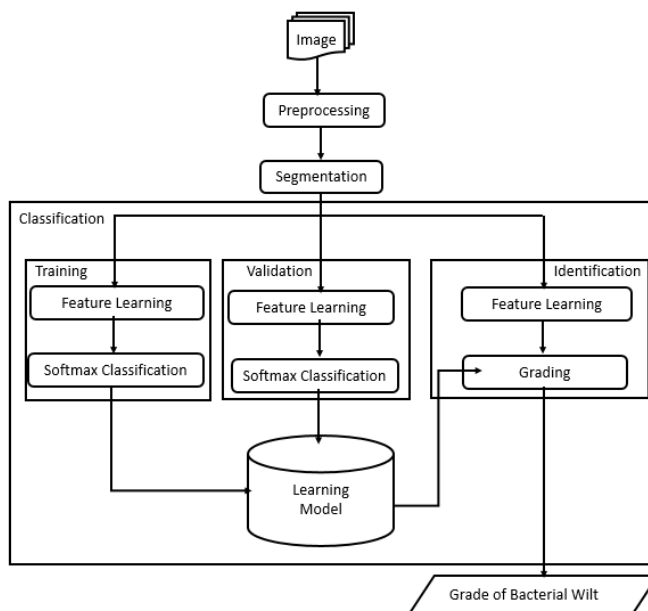 Image
Preprocessing
Segmentation
Classification
Training
Feature Learning
Softmax Classification
Validation
Feature Learning
Softmax Classification
Identification
Feature Learning
Grading
Learning
Model
Grade of Bacterial Wilt